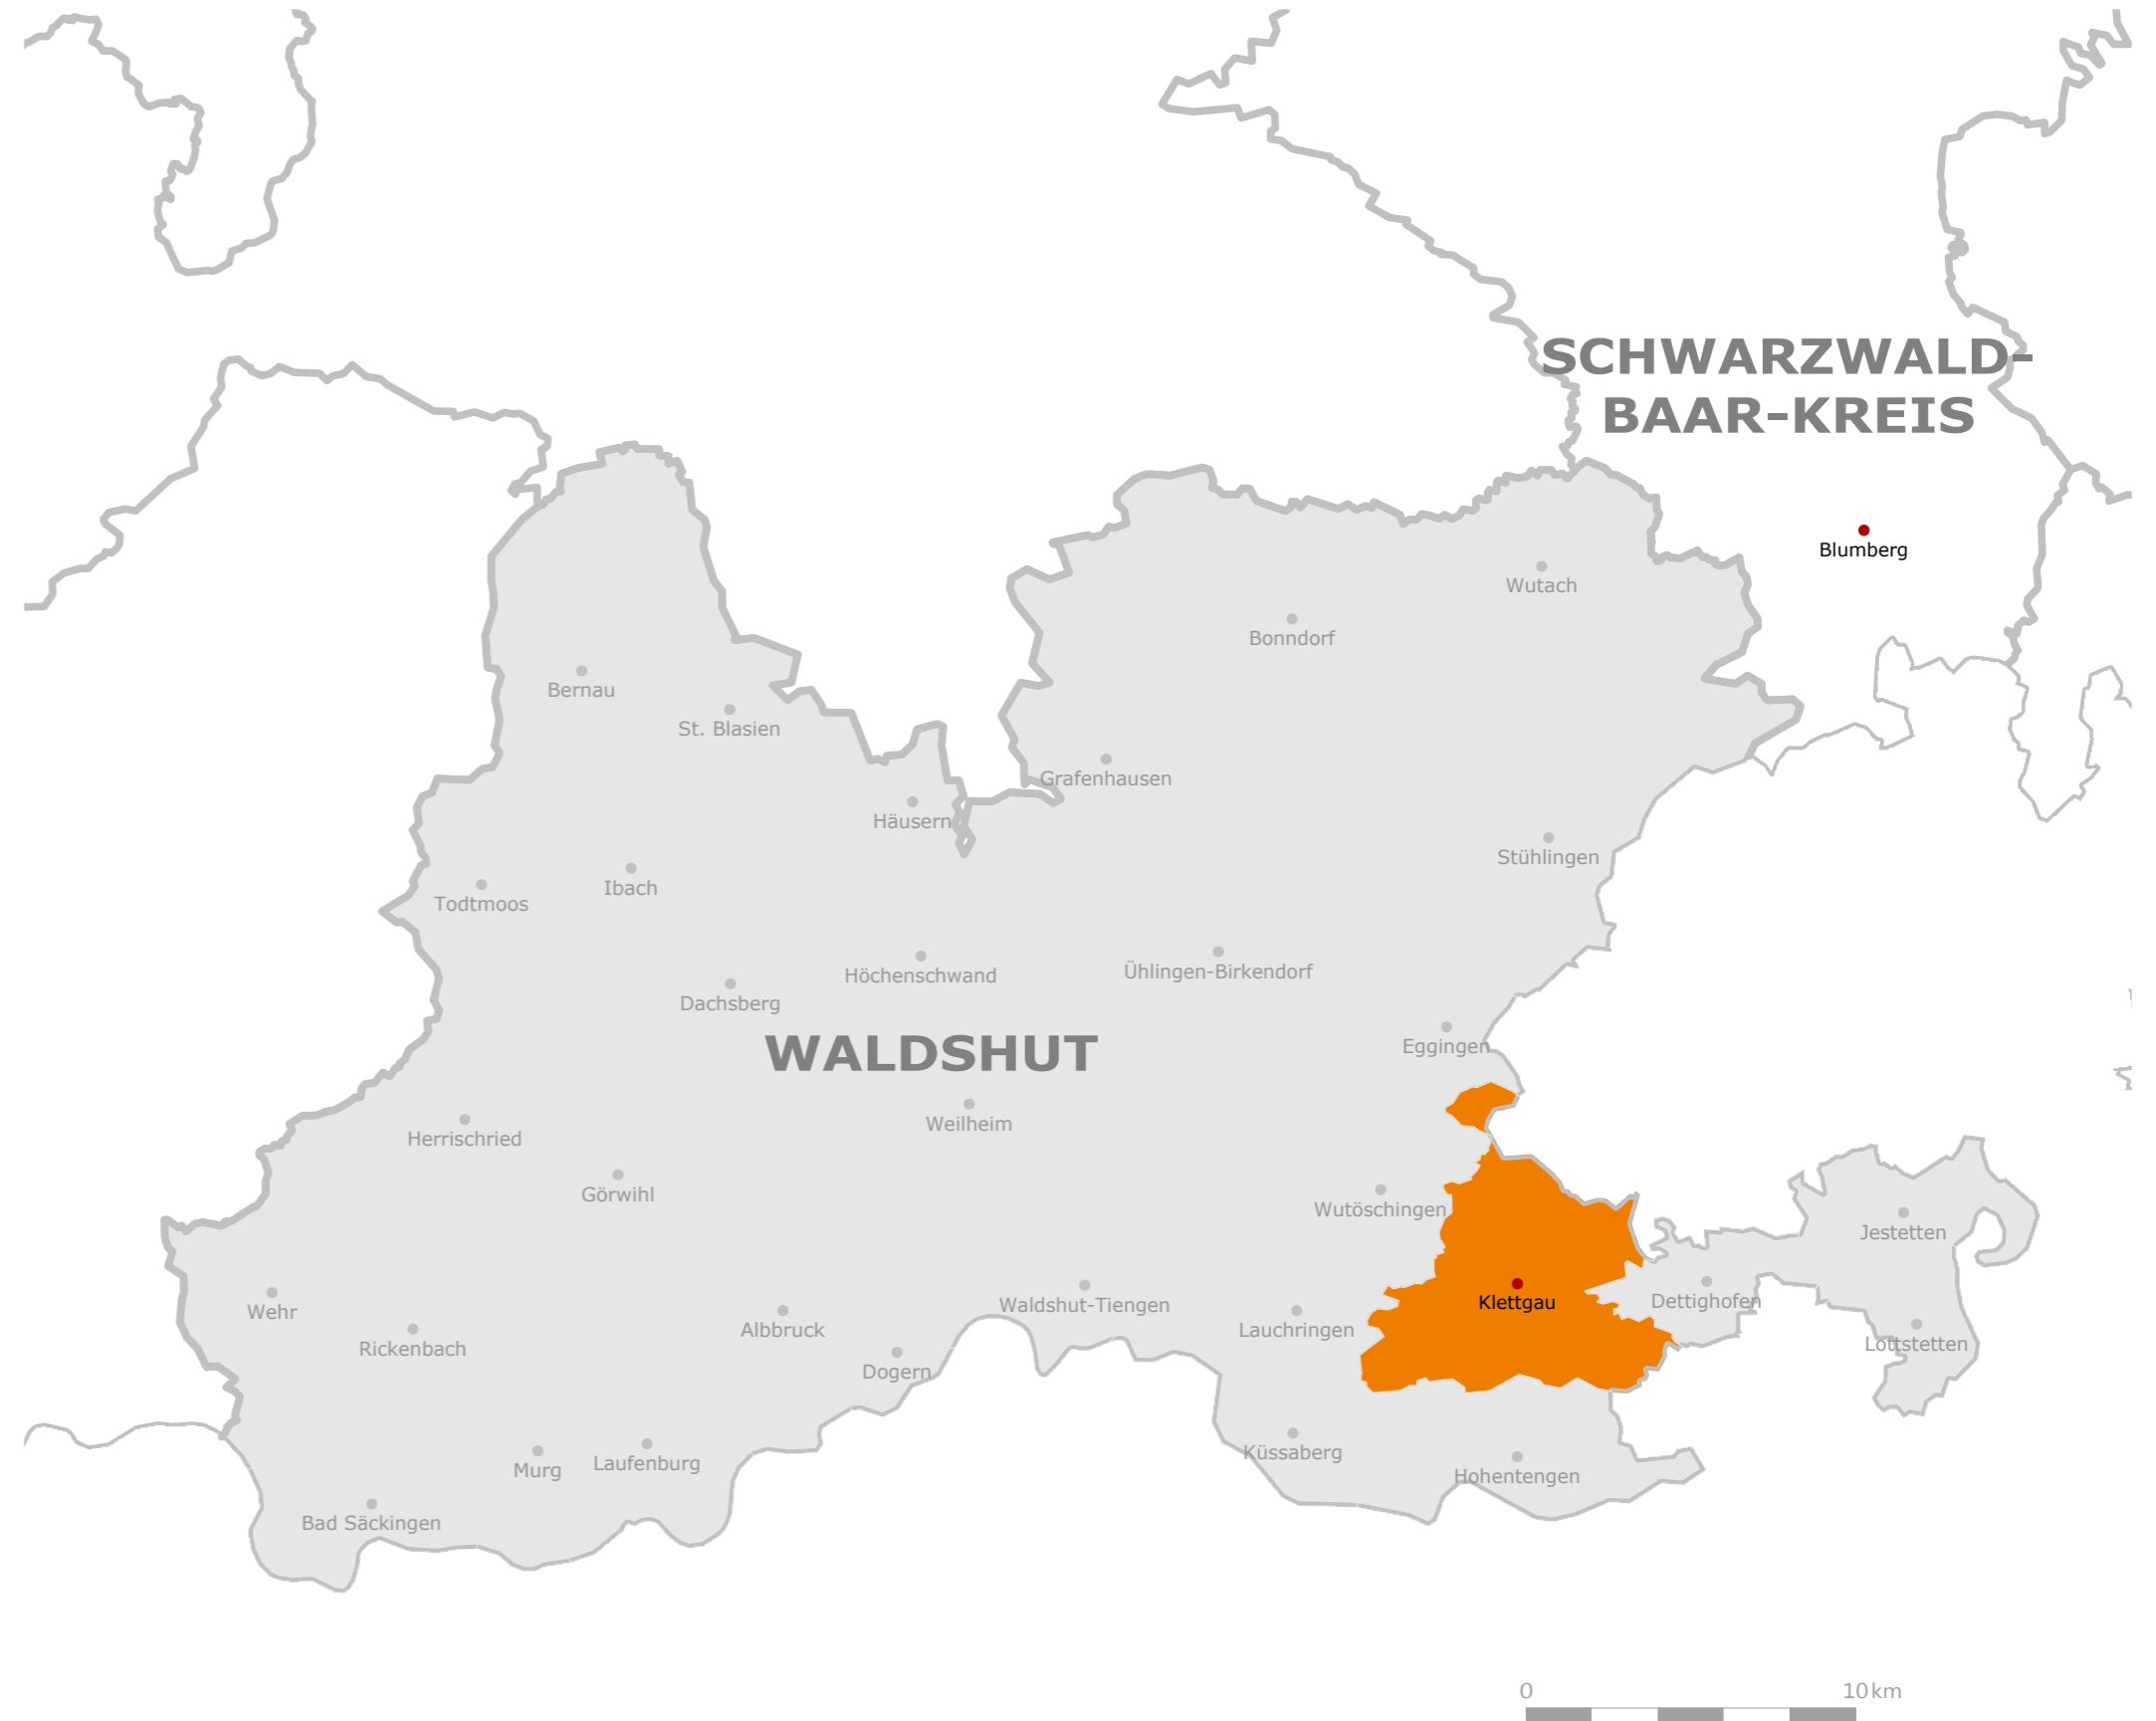 SCHWARZWALD-
BAAR-KREIS
Blumberg
Wutach
Bonndorf
Bernau
St. Blasien
Grafenhausen
Häusern
Stühlingen
Ibach
Todtmoos
Ühlingen-Birkendorf
Höchenschwand
Dachsberg
Eggingen
WALDSHUT
Weilheim
Herrischried
Görwihl
Wutöschingen
Jestetten
Wehr
Waldshut-Tiengen
Klettgau
Dettighofen
Albbruck
Lauchringen
Rickenbach
Lottstetten
Dogern
Küssaberg
Laufenburg
Murg
Hohentengen
Bad Säckingen
0 10 km